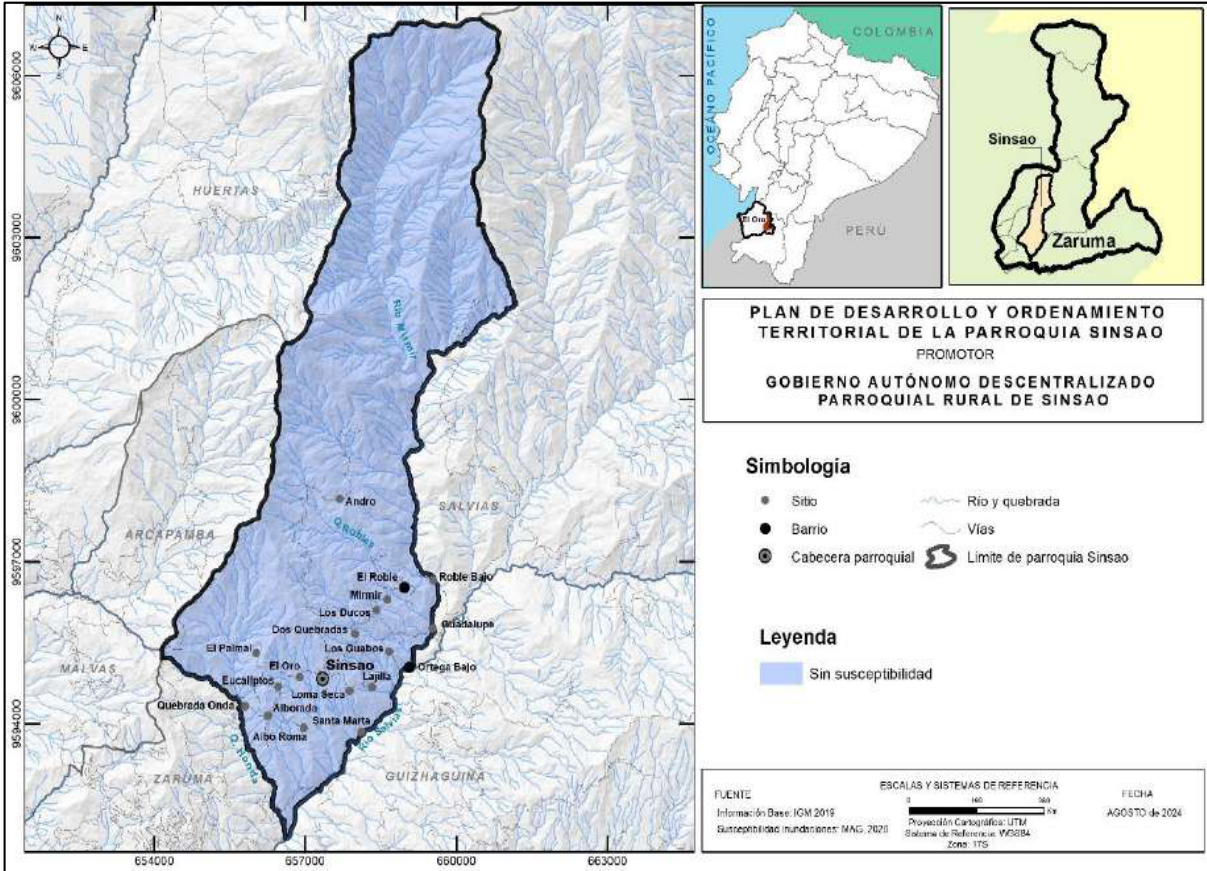 N
W
E
S
9606000
9603000
9600000
9597000
9594000
654000
657000
660000
663000
HUERTAS
Río Mirmir
Andro
Q Robles
SALVIAS
ARCAPAMBA
El Roble
Roble Bajo
Mirmir
Los Ducos
Guadalupe
Dos Quebradas
El Palmal
Los Guabos
El Oro
Sinsao
Ortega Bajo
MALVAS
Eucaliptos
Lajilla
Loma Seca
Quebrada Onda
Alborada
Santa Marta
Albo Roma
Río Salvias
Q. Honda
ZARUMA
GUIZHAGUIÑA
COLOMBIA
OCEANO PACÍFICO
El Oro
PERÚ
Sinsao
Zaruma
PLAN DE DESARROLLO Y ORDENAMIENTO
TERRITORIAL DE LA PARROQUIA SINSAO
PROMOTOR
GOBIERNO AUTÓNOMO DESCENTRALIZADO
PARROQUIAL RURAL DE SINSAO
Simbología
Sitio
Río y quebrada
Barrio
Vías
Cabecera parroquial
Límite de parroquia Sinsao
Leyenda
Sin susceptibilidad
FUENTE
Información Base: IGM 2019
Susceptibilidad Inundaciones: MAG, 2020
ESCALAS Y SISTEMAS DE REFERENCIA
0
Km
Proyección Cartográfica: UTM
Sistema de Referencia: WGS84
Zona: 17S
FECHA
AGOSTO de 2024